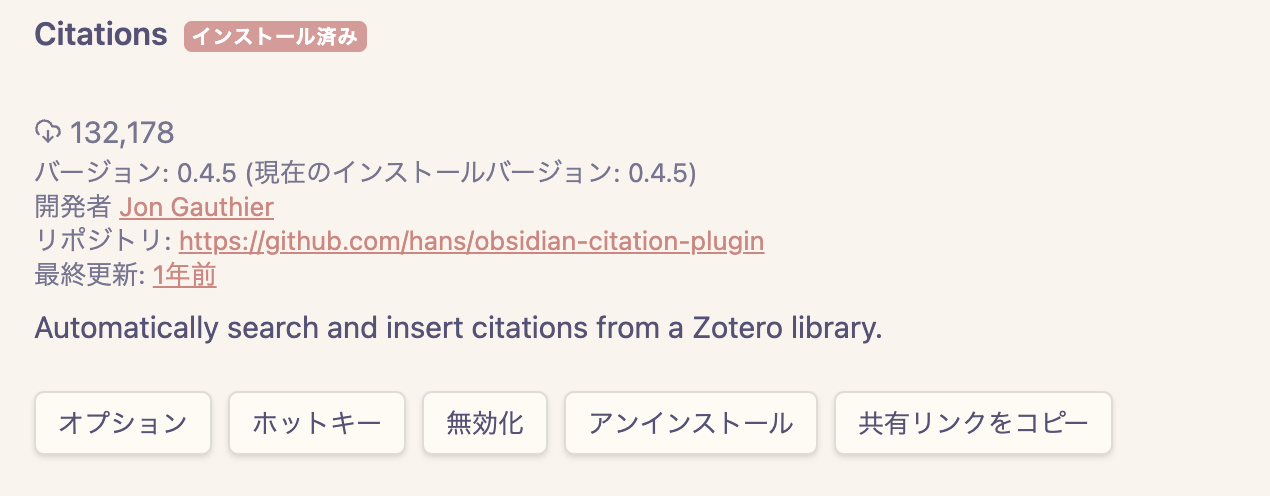 Citations インストール済み
132,178
バージョン: 0.4.5 (現在のインストールバージョン: 0.4.5)
開発者 Jon Gauthier
リポジトリ: https://github.com/hans/obsidian-citation-plugin
最終更新: 1年前
Automatically search and insert citations from a Zotero library.
オプション ホットキー 無効化 アンインストール 共有リンクをコピー